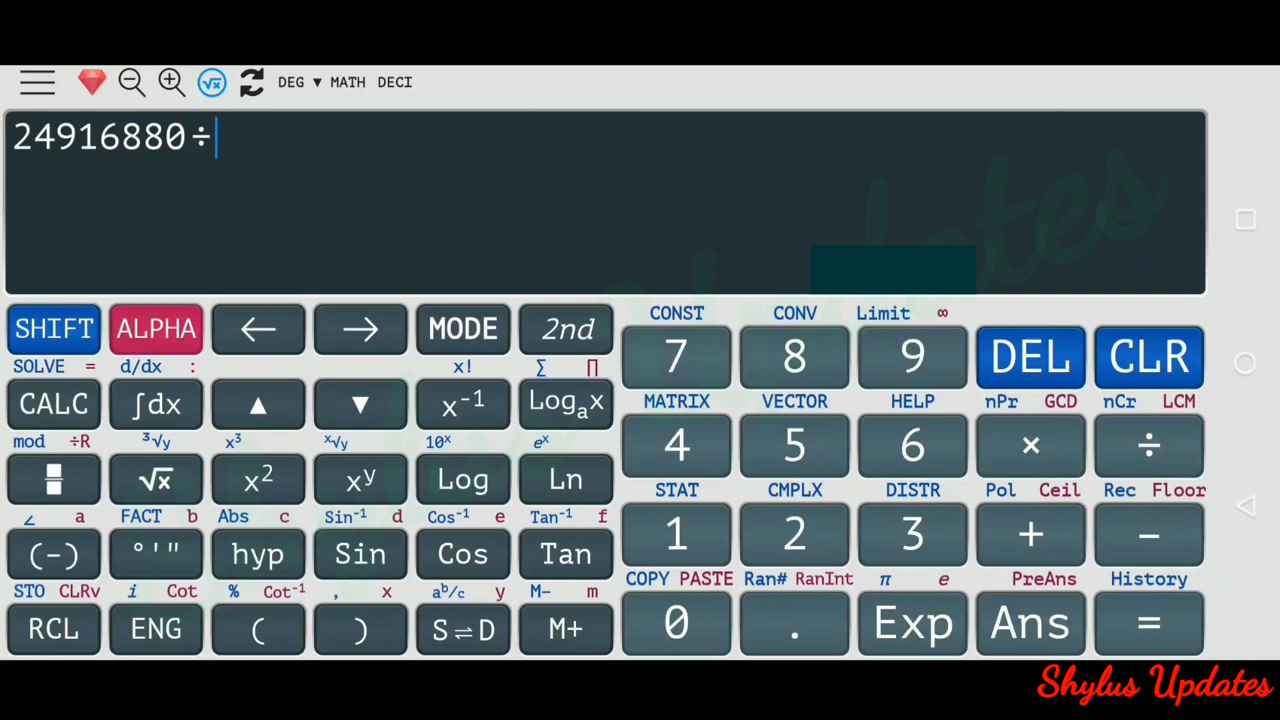 DEG ▼ MATH DECI
24916880÷
CONST CONV Limit ∞
SHIFT ALPHA ← → MODE 2nd 7 8 9 DEL CLR
SOLVE = d/dx : x! ∑ ∏ MATRIX VECTOR HELP nPr GCD nCr LCM
CALC ∫dx ▲ ▼ x⁻¹ Logₐx 4 5 6 × ÷
mod ÷R ³√y x³ ˣ√y 10ˣ eˣ STAT CMPLX DISTR Pol Ceil Rec Floor
√x x² xʸ Log Ln 1 2 3 + −
∠ a FACT b Abs c Sin⁻¹ d Cos⁻¹ e Tan⁻¹ f COPY PASTE Ran# RanInt π e PreAns History
(−) °'" hyp Sin Cos Tan 0 . Exp Ans =
STO CLRv i Cot % Cot⁻¹ , x aᵇ/c y M− m
RCL ENG ( ) S⇌D M+
Shylus Updates